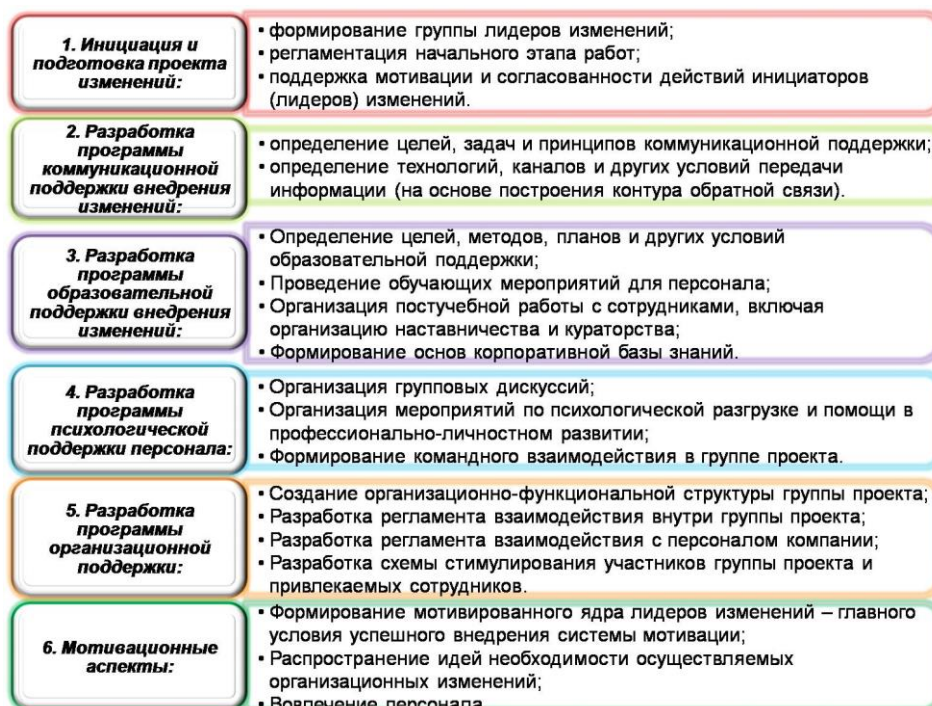 1. Инициация и
подготовка проекта
изменений:
▪ формирование группы лидеров изменений;
▪ регламентация начального этапа работ;
▪ поддержка мотивации и согласованности действий инициаторов
(лидеров) изменений.
2. Разработка
программы
коммуникационной
поддержки внедрения
изменений:
▪ определение целей, задач и принципов коммуникационной поддержки;
▪ определение технологий, каналов и других условий передачи
информации (на основе построения контура обратной связи).
3. Разработка
программы
образовательной
поддержки внедрения
изменений:
▪ Определение целей, методов, планов и других условий
образовательной поддержки;
▪ Проведение обучающих мероприятий для персонала;
▪ Организация постучебной работы с сотрудниками, включая
организацию наставничества и кураторства;
▪ Формирование основ корпоративной базы знаний.
4. Разработка
программы
психологической
поддержки персонала:
▪ Организация групповых дискуссий;
▪ Организация мероприятий по психологической разгрузке и помощи в
профессионально-личностном развитии;
▪ Формирование командного взаимодействия в группе проекта.
5. Разработка
программы
организационной
поддержки:
▪ Создание организационно-функциональной структуры группы проекта;
▪ Разработка регламента взаимодействия внутри группы проекта;
▪ Разработка регламента взаимодействия с персоналом компании;
▪ Разработка схемы стимулирования участников группы проекта и
привлекаемых сотрудников.
6. Мотивационные
аспекты:
▪ Формирование мотивированного ядра лидеров изменений – главного
условия успешного внедрения системы мотивации;
▪ Распространение идей необходимости осуществляемых
организационных изменений;
▪ Вовлечение персонала